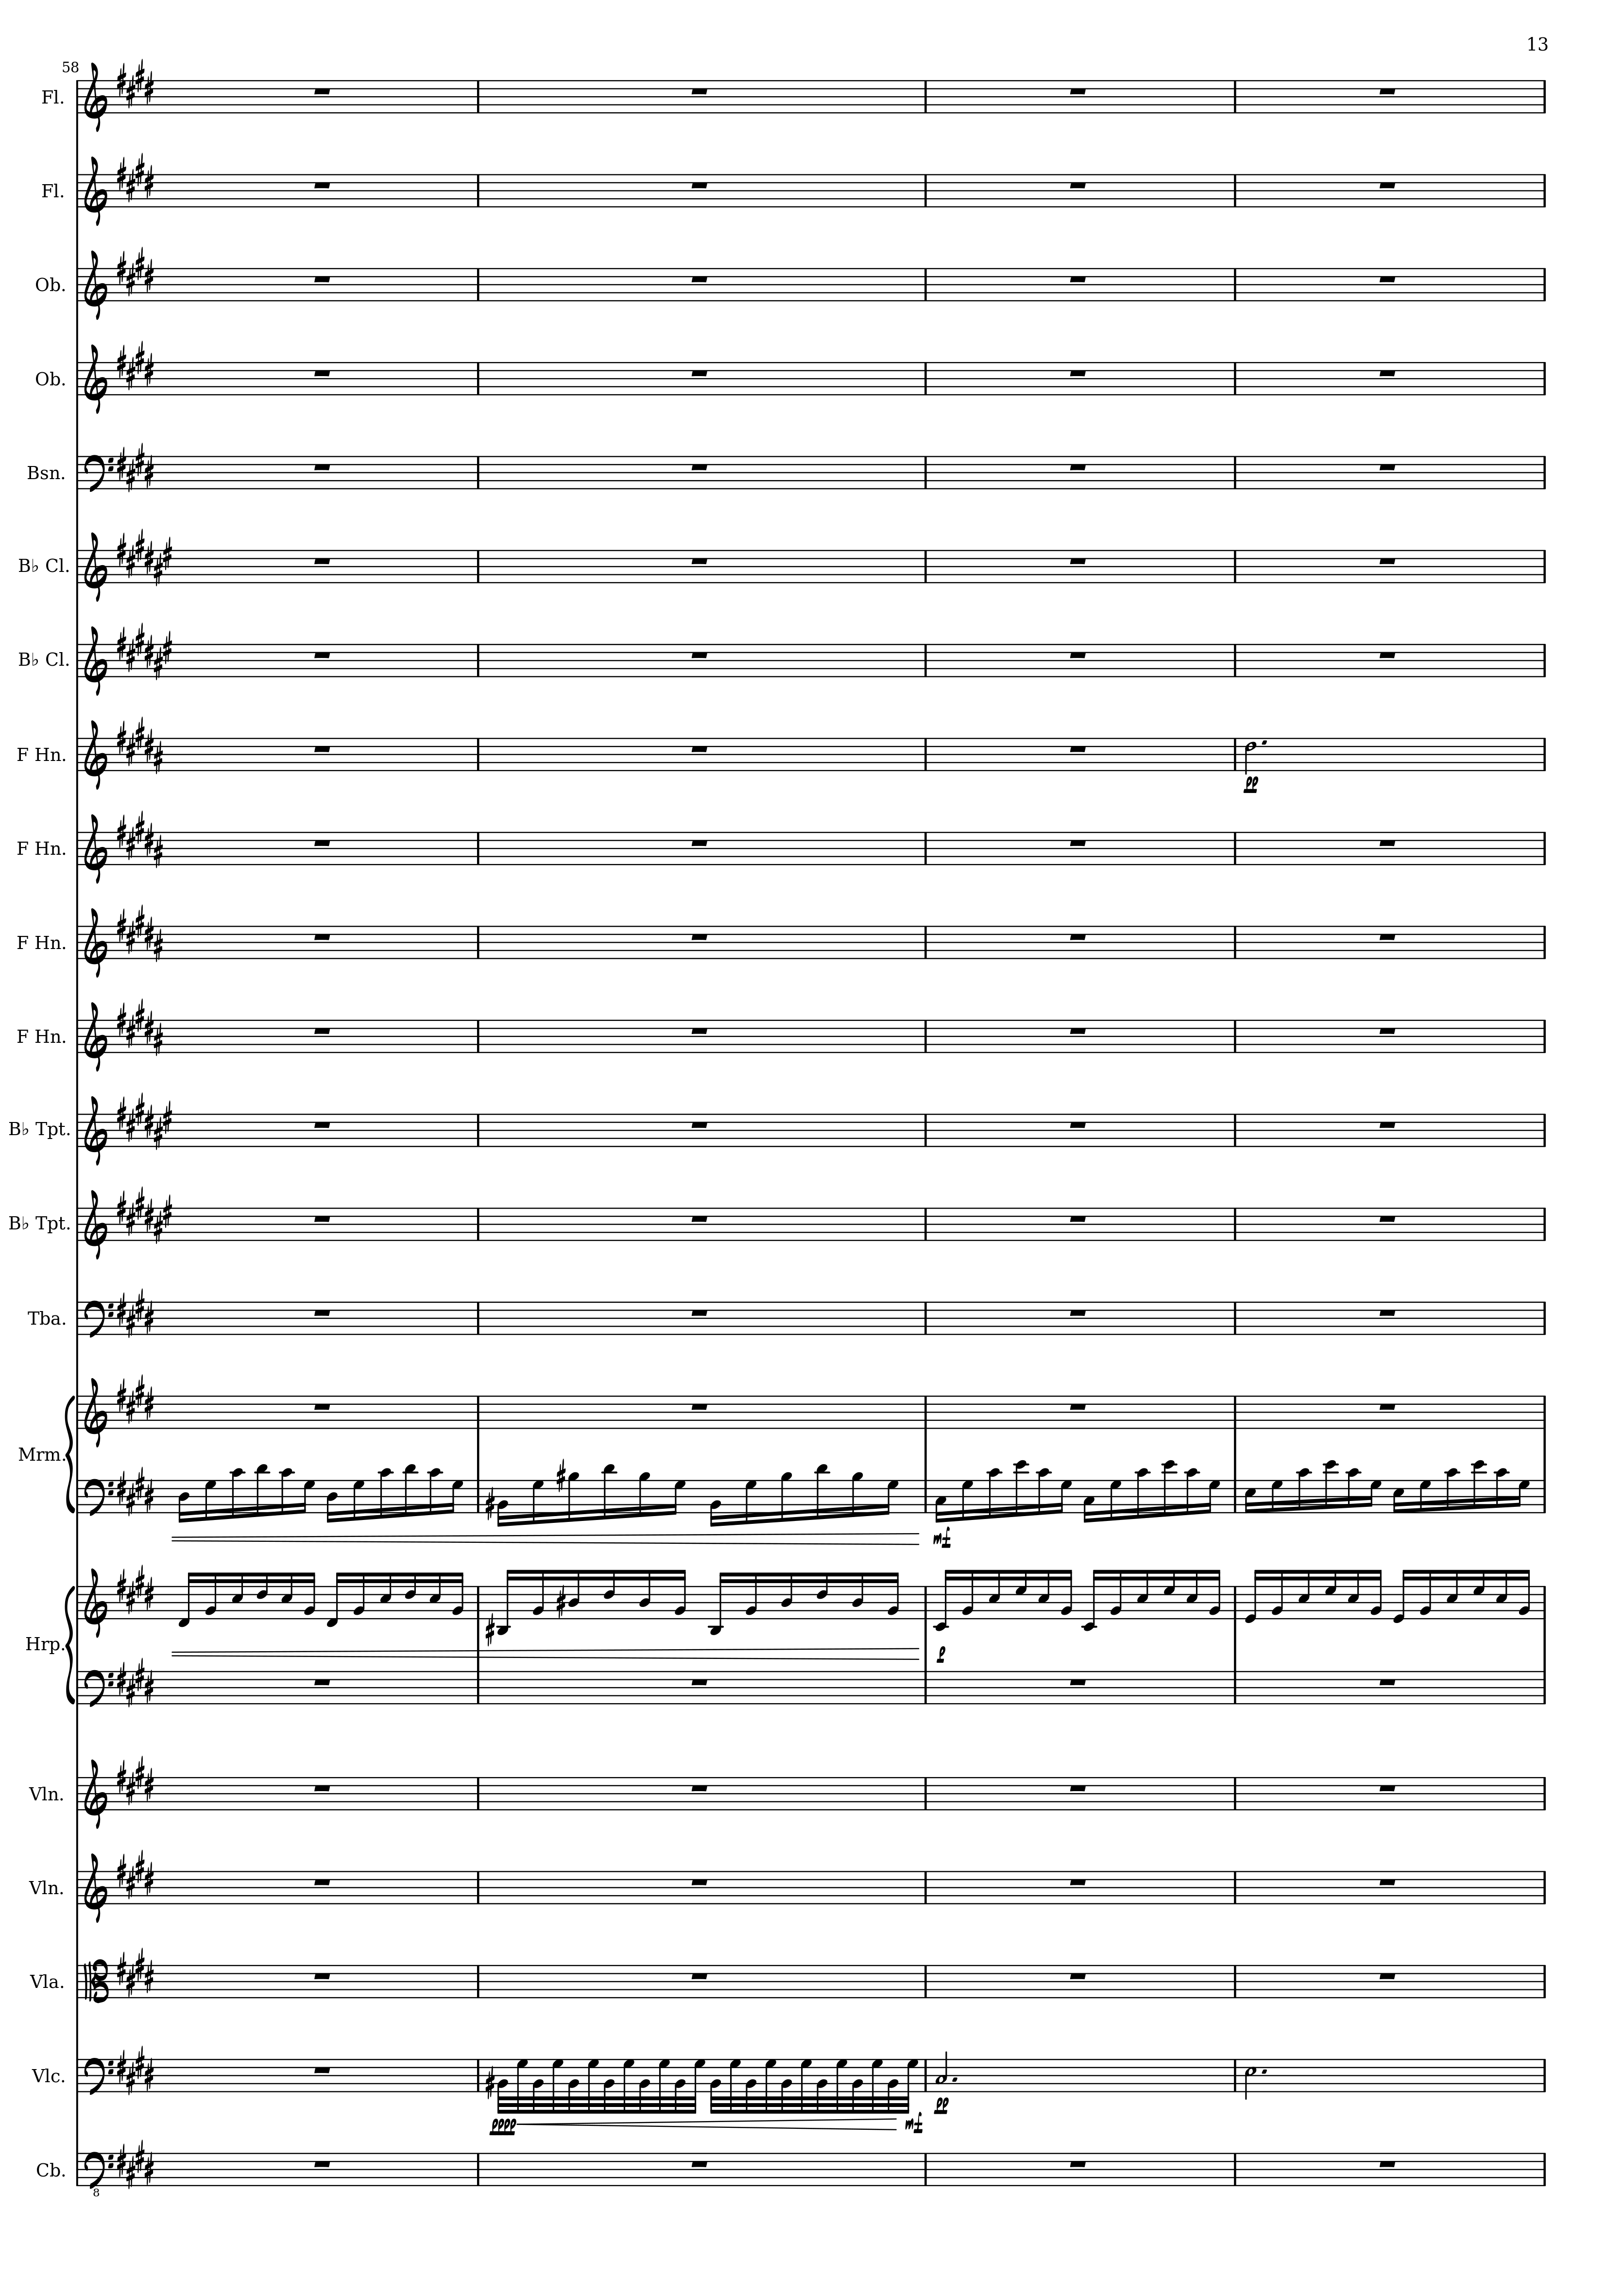 13
58
Fl.
Fl.
Ob.
Ob.
Bsn.
B♭ Cl.
B♭ Cl.
F Hn.
pp
F Hn.
F Hn.
F Hn.
B♭ Tpt.
B♭ Tpt.
Tba.
Mrm.
mf
Hrp.
p
Vln.
Vln.
Vla.
Vlc.
pppp mf pp
Cb.
8